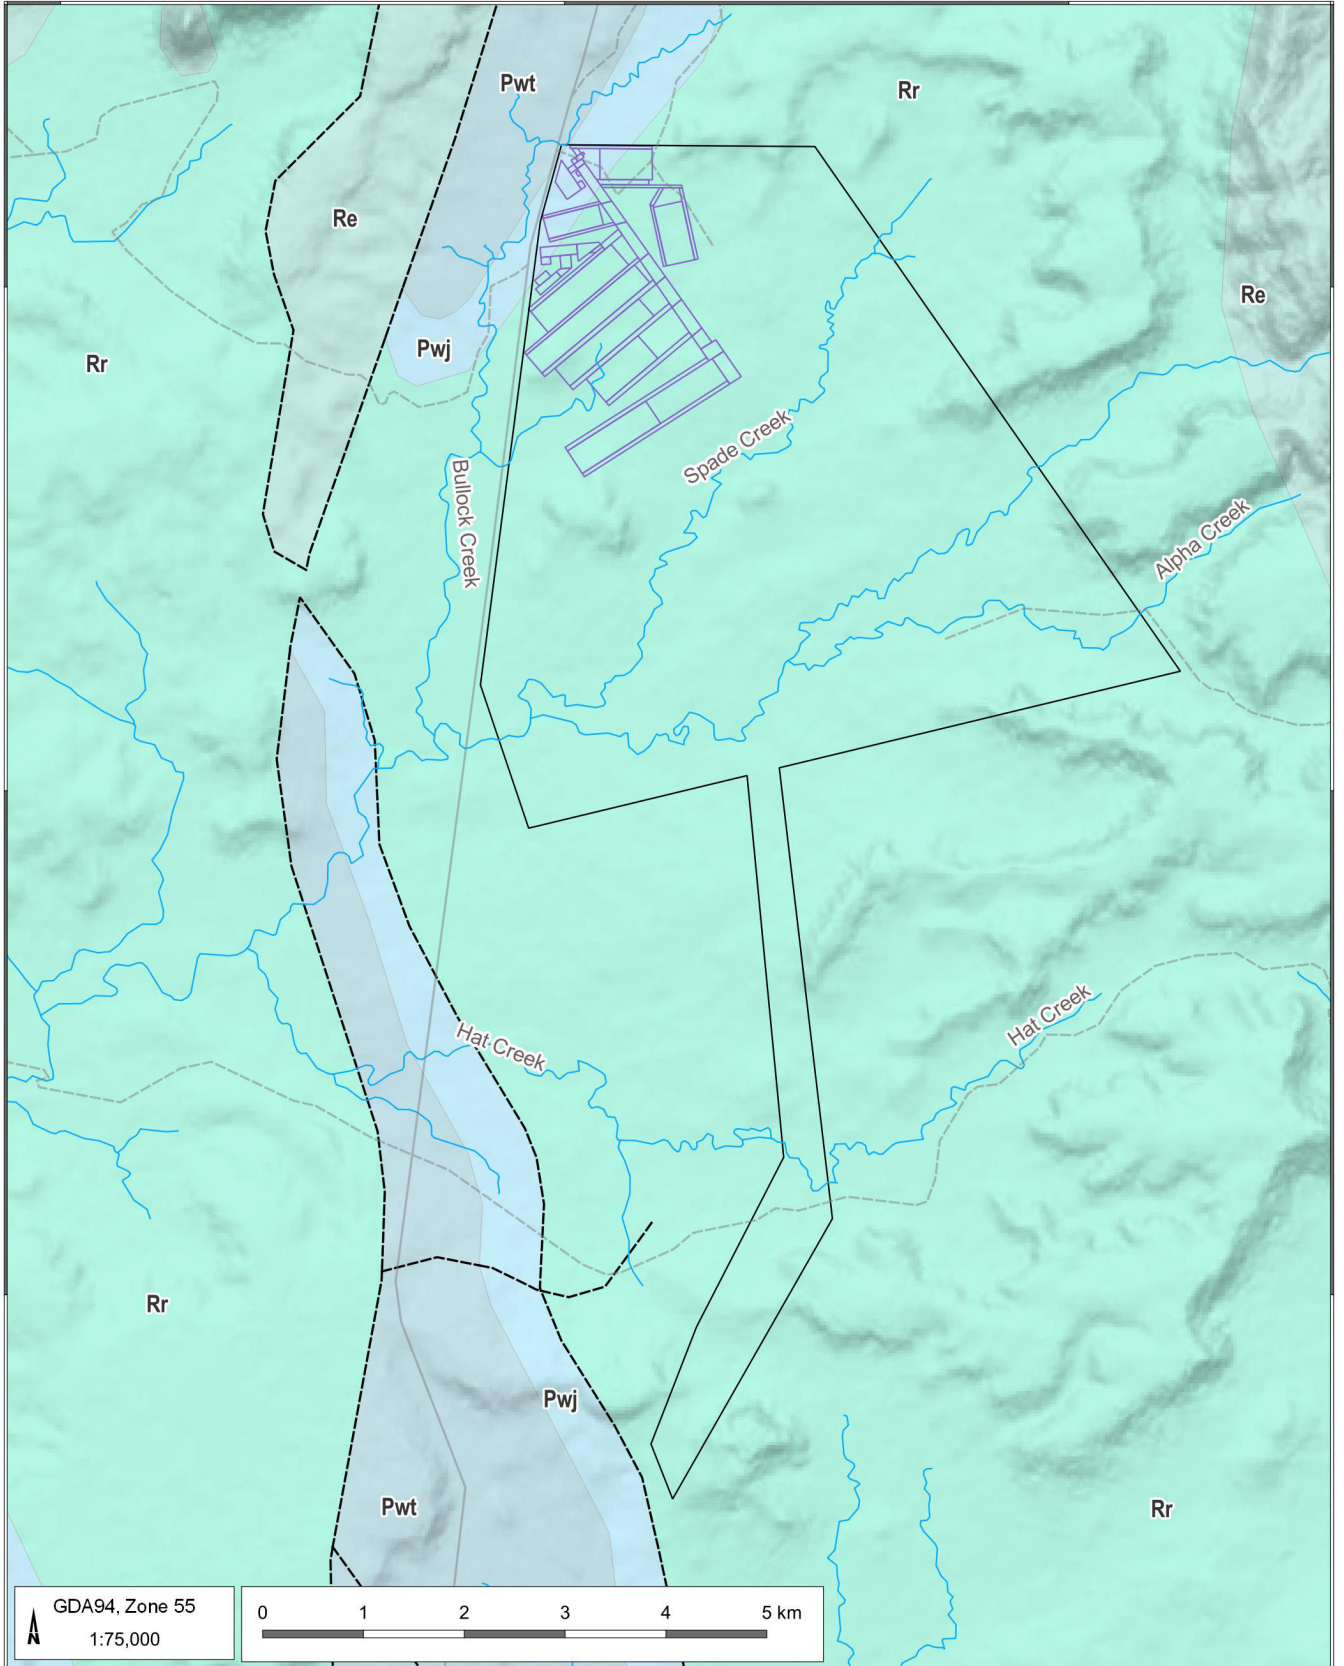 Pwt
Rr
Re
Re
Pwj
Rr
Spade Creek
Bullock Creek
Alpha Creek
Hat Creek
Hat Creek
Rr
Pwj
Pwt
Rr
GDA94, Zone 55
1:75,000
N
0 1 2 3 4 5 km